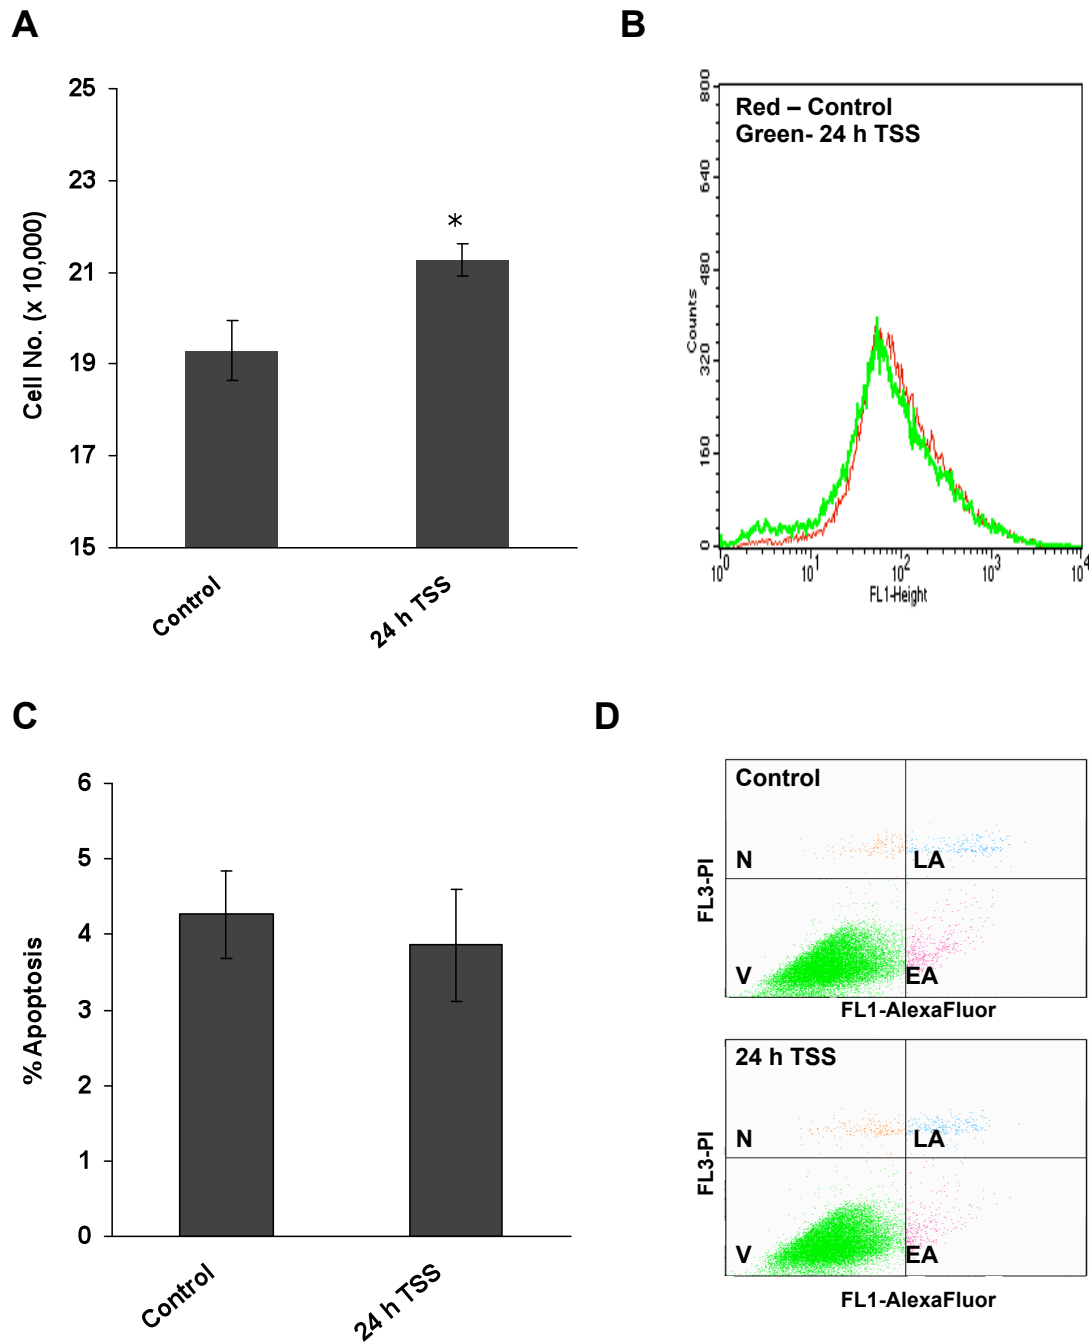 A
25
23
21
19
17
15
Cell No. (x 10,000)
*
Control
24 h TSS
B
Red – Control
Green- 24 h TSS
800
640
480
320
160
0
Counts
10^0 10^1 10^2 10^3 10^4
FL1-Height
C
6
5
4
3
2
1
0
% Apoptosis
Control
24 h TSS
D
Control
N LA
V EA
FL3-PI
FL1-AlexaFluor
24 h TSS
N LA
V EA
FL3-PI
FL1-AlexaFluor